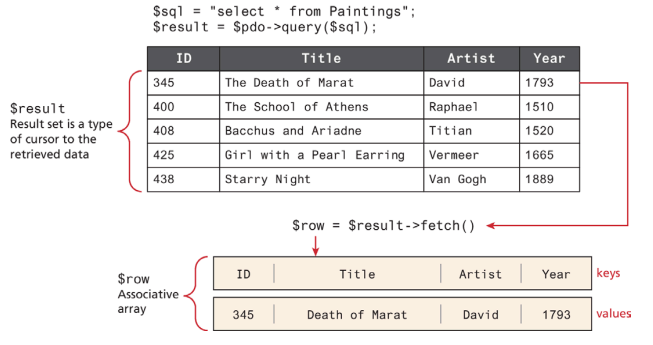 $sql = "select * from Paintings";
$result = $pdo->query($sql);
ID Title Artist Year
345 The Death of Marat David 1793
400 The School of Athens Raphael 1510
408 Bacchus and Ariadne Titian 1520
425 Girl with a Pearl Earring Vermeer 1665
438 Starry Night Van Gogh 1889
$result
Result set is a type
of cursor to the
retrieved data
$row = $result->fetch()
$row
Associative
array
ID Title Artist Year keys
345 Death of Marat David 1793 values